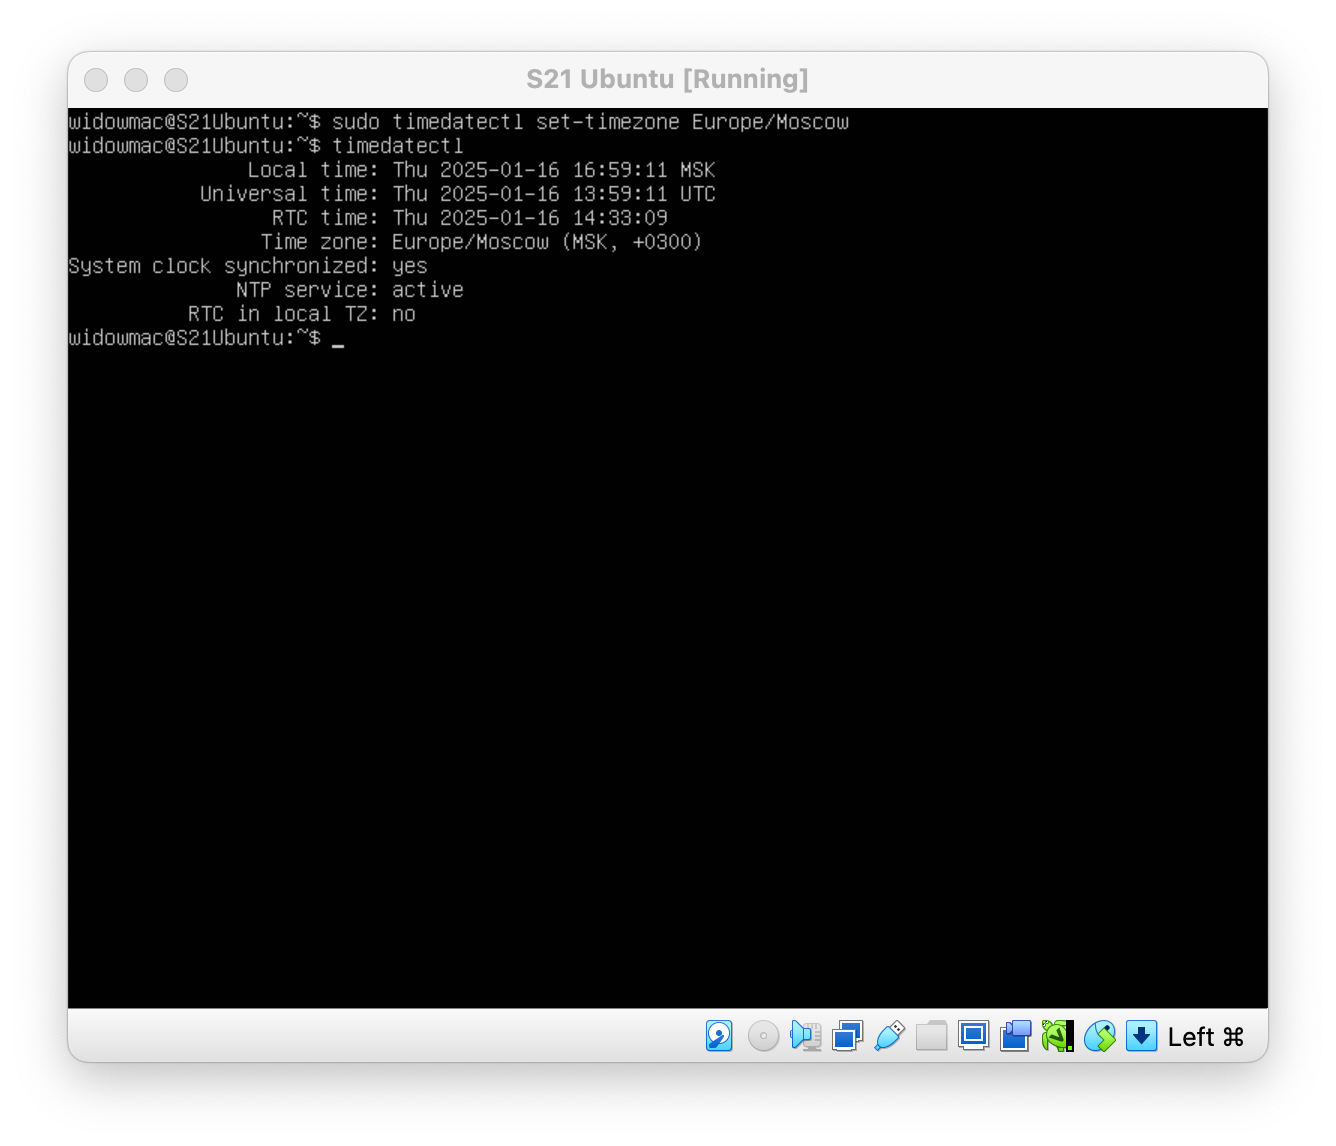 S21 Ubuntu [Running]
widowmac@S21Ubuntu:~$ sudo timedatectl set-timezone Europe/Moscow
widowmac@S21Ubuntu:~$ timedatectl
Local time: Thu 2025-01-16 16:59:11 MSK
Universal time: Thu 2025-01-16 13:59:11 UTC
RTC time: Thu 2025-01-16 14:33:09
Time zone: Europe/Moscow (MSK, +0300)
System clock synchronized: yes
NTP service: active
RTC in local TZ: no
widowmac@S21Ubuntu:~$ _
Left ⌘